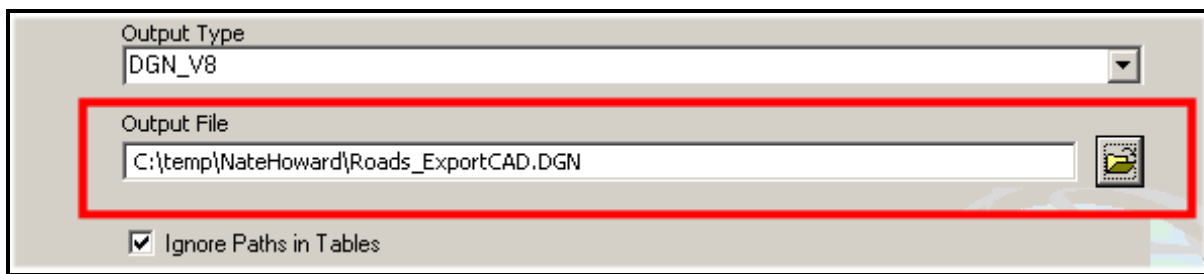 Output Type
DGN_V8
Output File
C:\temp\NateHoward\Roads_ExportCAD.DGN
Ignore Paths in Tables